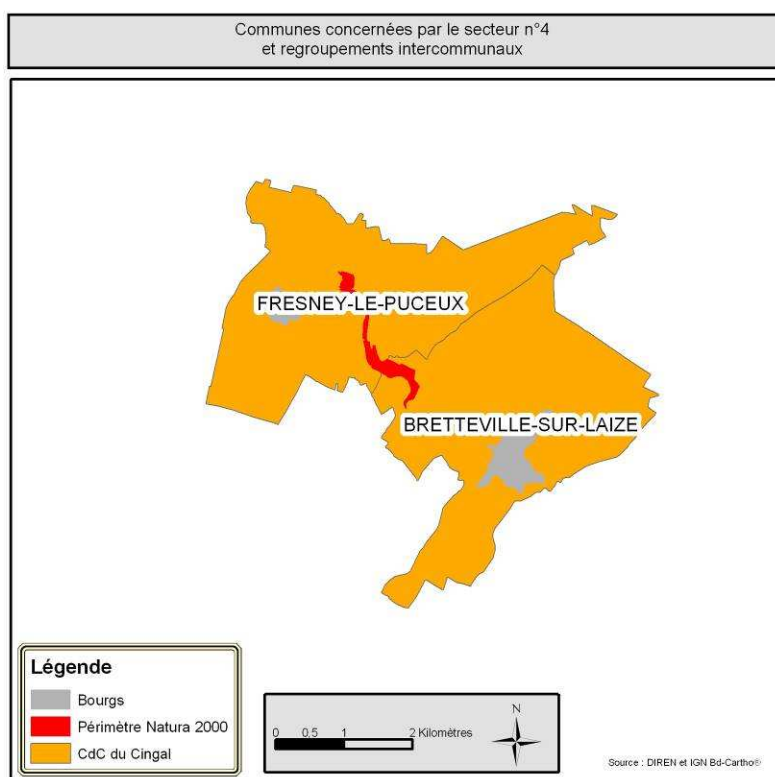 Communes concernées par le secteur n°4
et regroupements intercommunaux
FRESNEY-LE-PUCEUX
BRETTEVILLE-SUR-LAIZE
Légende
Bourgs
Périmètre Natura 2000
CdC du Cingal
0 0.5 1 2 Kilomètres
N
Source : DIREN et IGN Bd-Cartho®